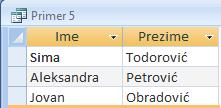 Primer 5
Ime Prezime
Sima Todorović
Aleksandra Petrović
Jovan Obradović